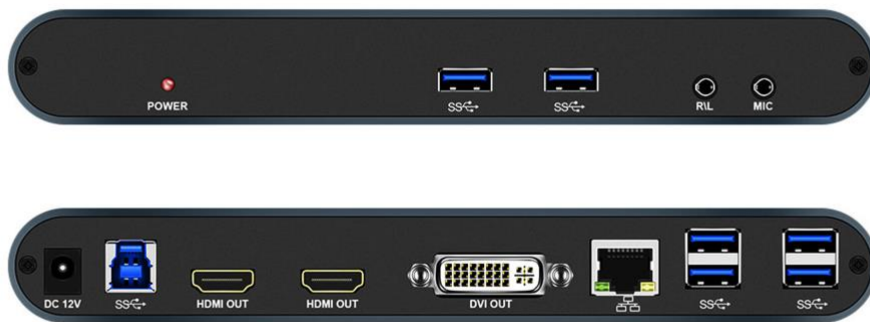 POWER
SS
SS
R\L
MIC
DC 12V
SS
HDMI OUT
HDMI OUT
DVI OUT
SS
SS